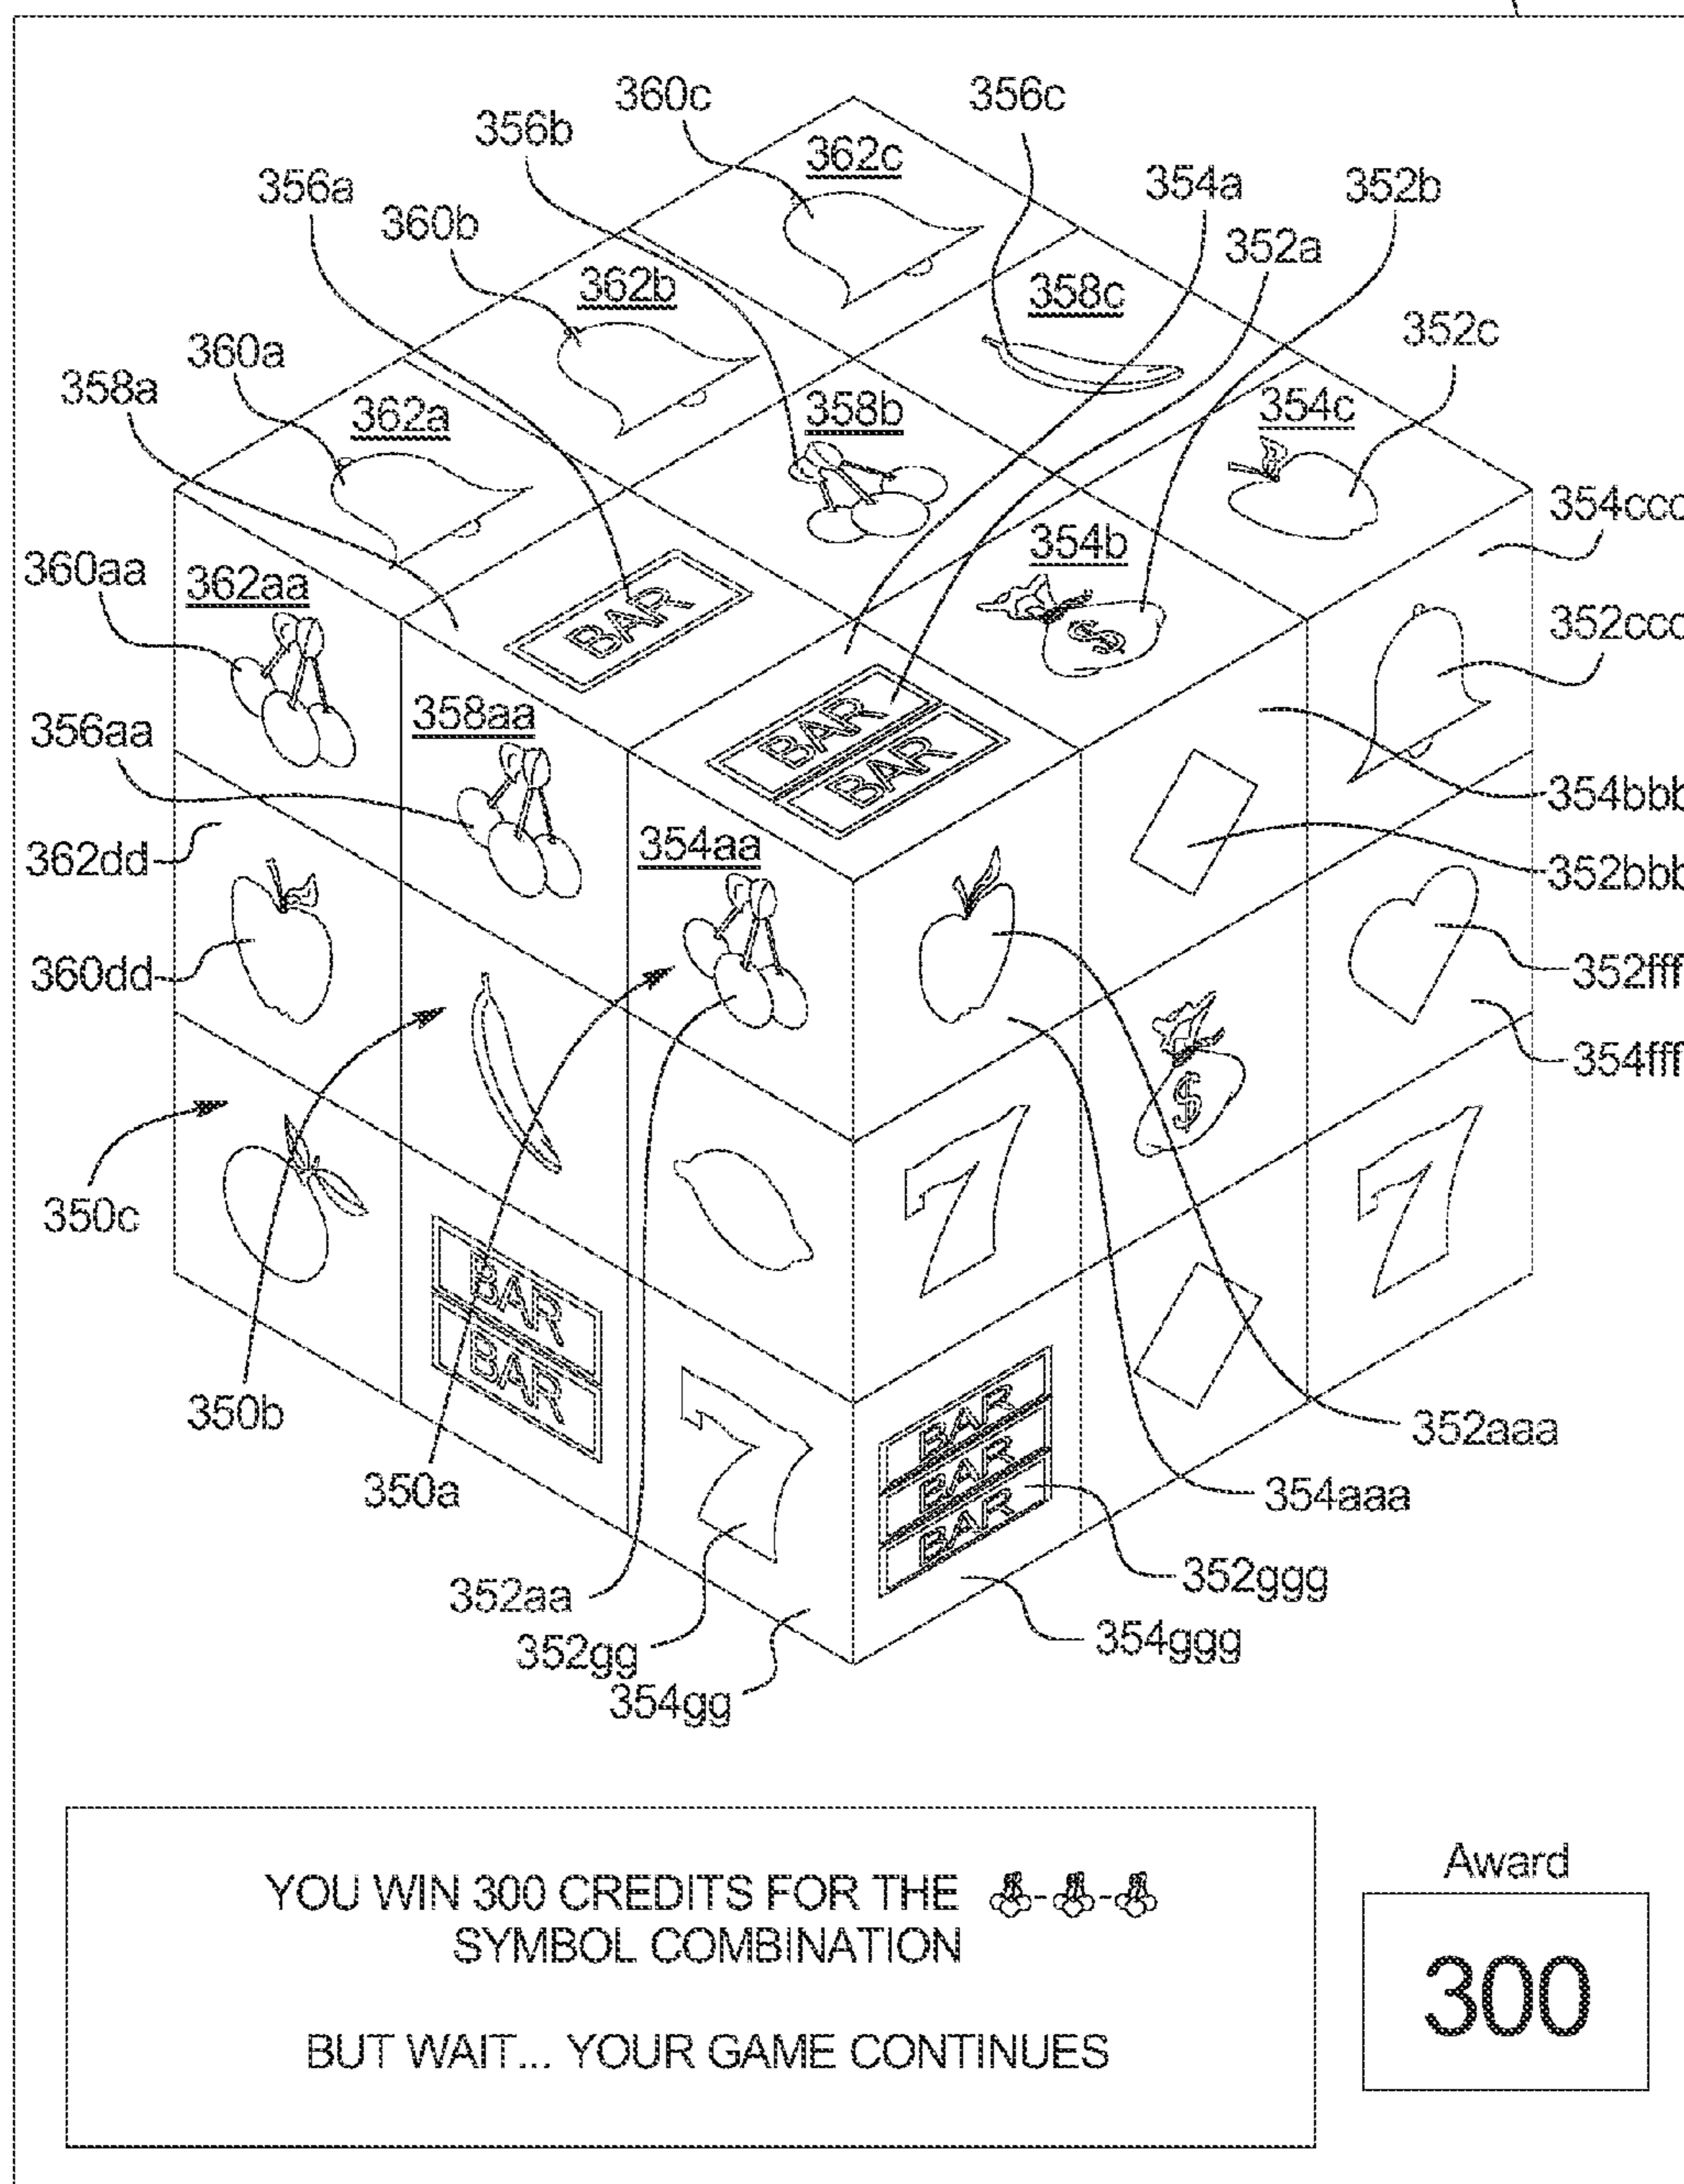 360c
356c
356b
362c
356a
354a
352b
360b
352a
362b
358c
352c
360a
358a
362a
358b
354c
354ccc
354b
360aa
362aa
BAR
352ccc
358aa
356aa
BAR
BAR
354bbb
362dd
354aa
352bbb
360dd
352fff
$
354fff
$
350c
7
7
BAR
BAR
350b
7
BAR
BAR
BAR
352aaa
350a
354aaa
352aa
352ggg
352gg
354ggg
354gg
YOU WIN 300 CREDITS FOR THE - -
SYMBOL COMBINATION
BUT WAIT... YOUR GAME CONTINUES
Award
300